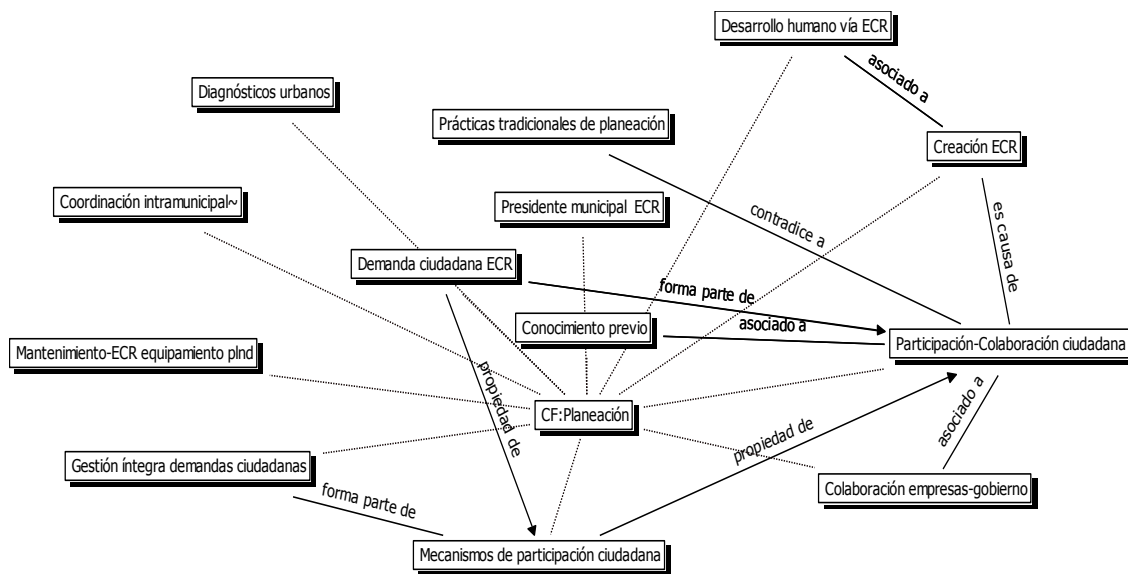 Desarrollo humano vía ECR
asociado a
Diagnósticos urbanos
Prácticas tradicionales de planeación
Creación ECR
Coordinación intramunicipal~
Presidente municipal ECR
contradice a
es causa de
Demanda ciudadana ECR
forma parte de
Conocimiento previo
asociado a
Participación-Colaboración ciudadana
Mantenimiento-ECR equipamiento plnd
propiedad de
CF:Planeación
asociado a
propiedad de
Gestión íntegra demandas ciudadanas
Colaboración empresas-gobierno
forma parte de
Mecanismos de participación ciudadana